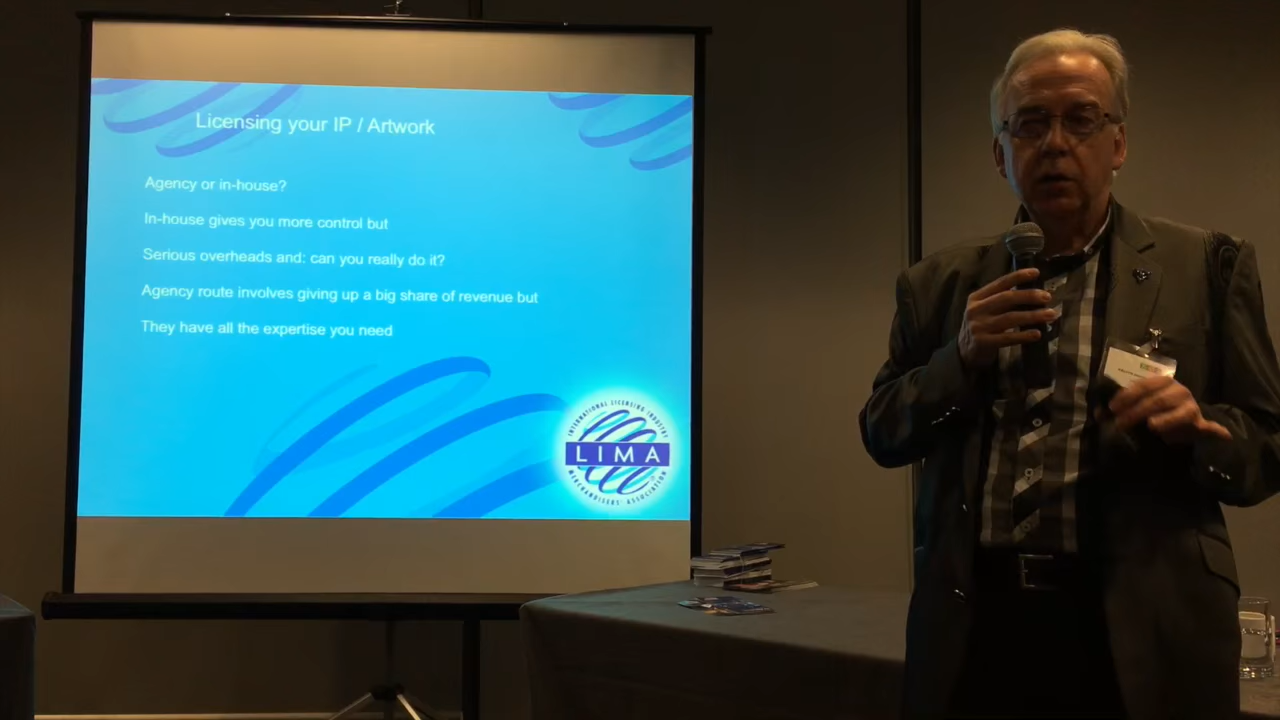 Licensing your IP / Artwork
Agency or in-house?
In-house gives you more control but
Serious overheads and: can you really do it?
Agency route involves giving up a big share of revenue but
They have all the expertise you need
INTERNATIONAL LICENSING INDUSTRY
LIMA
MERCHANDISERS' ASSOCIATION